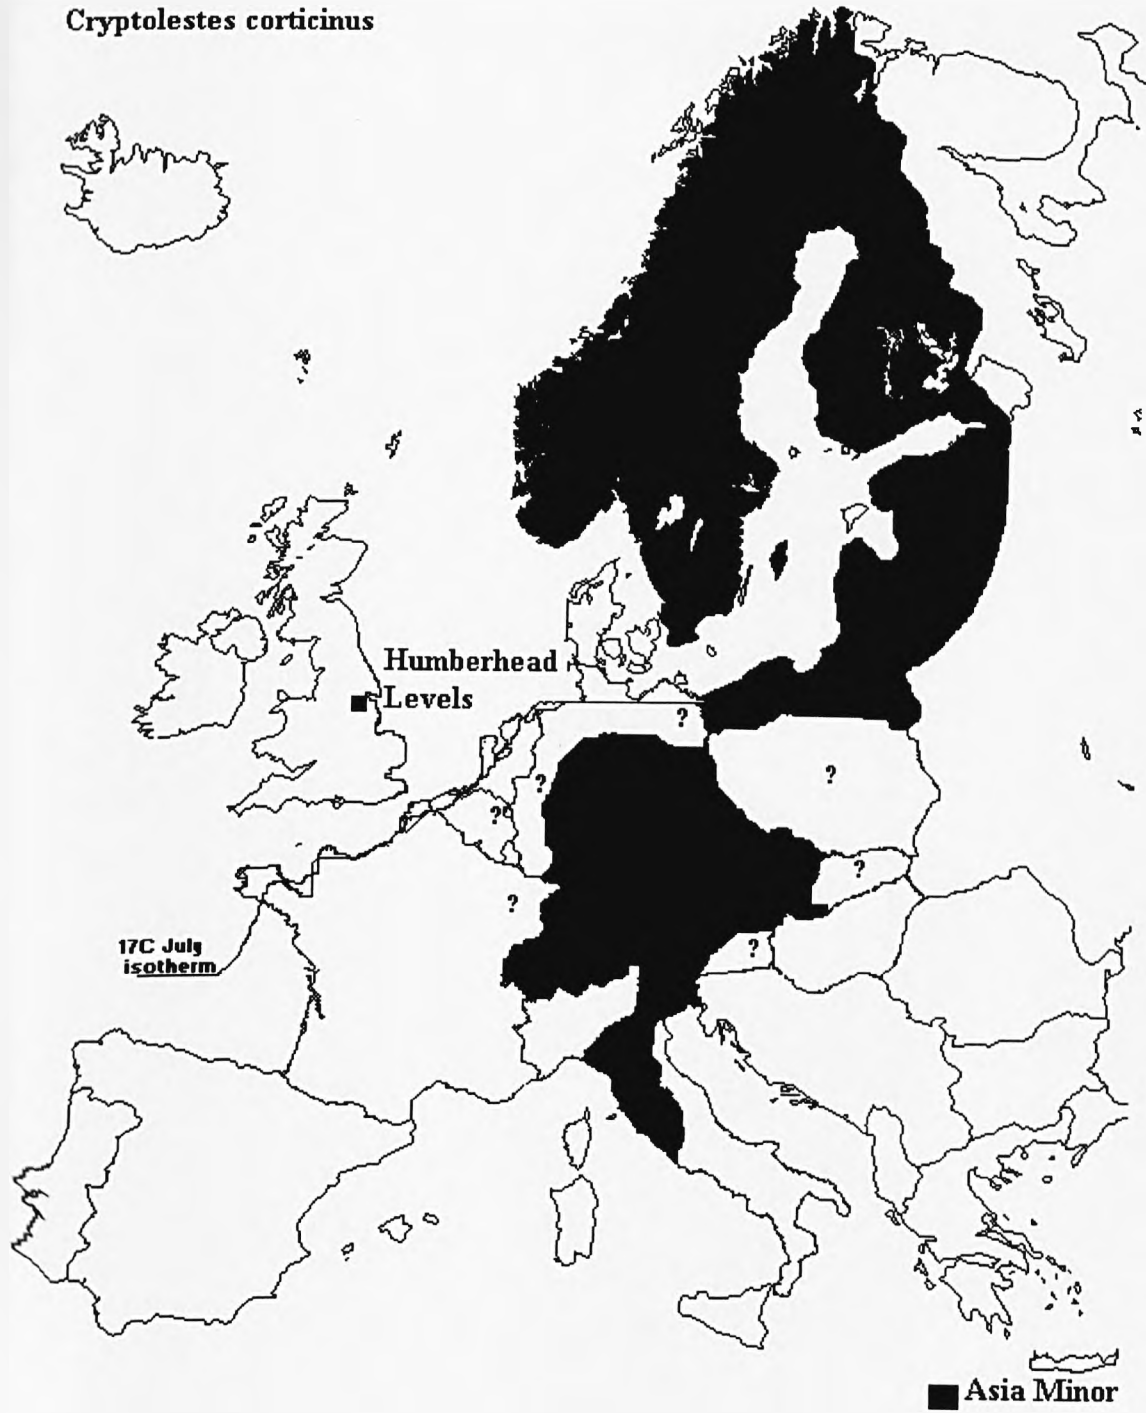 Cryptolestes corticinus
Humberhead
Levels
?
?
?
?
?
?
?
17C July
isotherm
Asia Minor